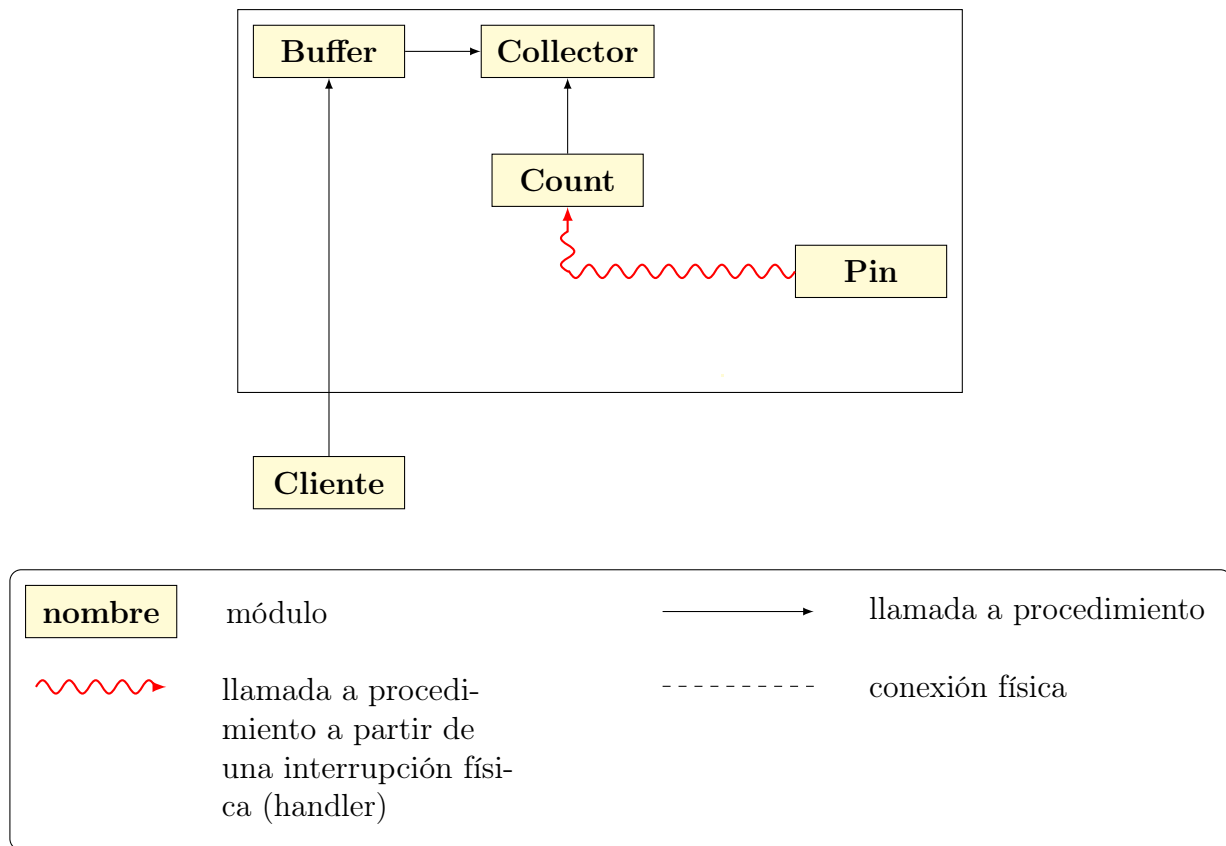 Buffer
Collector
Count
Pin
Cliente
nombre
módulo
llamada a procedimiento
llamada a procedi-
miento a partir de
una interrupción físi-
ca (handler)
conexión física